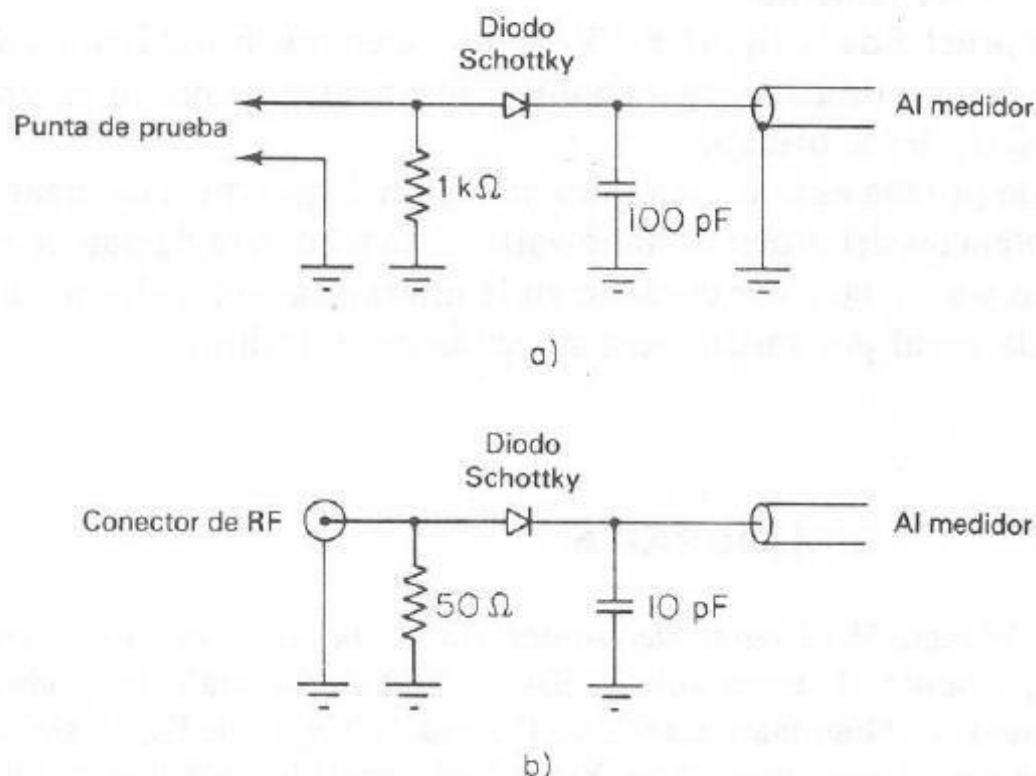 Diodo
Schottky
Punta de prueba
Al medidor
1 kΩ
100 pF
a)
Diodo
Schottky
Conector de RF
Al medidor
50 Ω
10 pF
b)